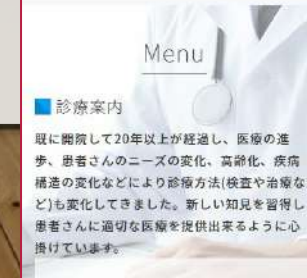 Menu
診療案内
既に開院して20年以上が経過し、医療の進
歩、患者さんのニーズの変化、高齢化、疾病
構造の変化などにより診療方法(検査や治療な
ど)も変化してきました。新しい知見を習得し
患者さんに適切な医療を提供出来るように心
掛けています。